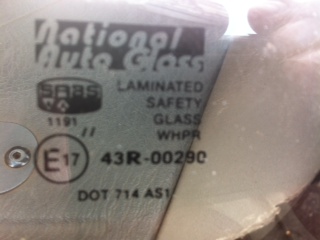 National
Auto Glass
SABS
LAMINATED
SAFETY
1191
GLASS
//
WHPR
E17
43R-00290
DOT 714 AS1